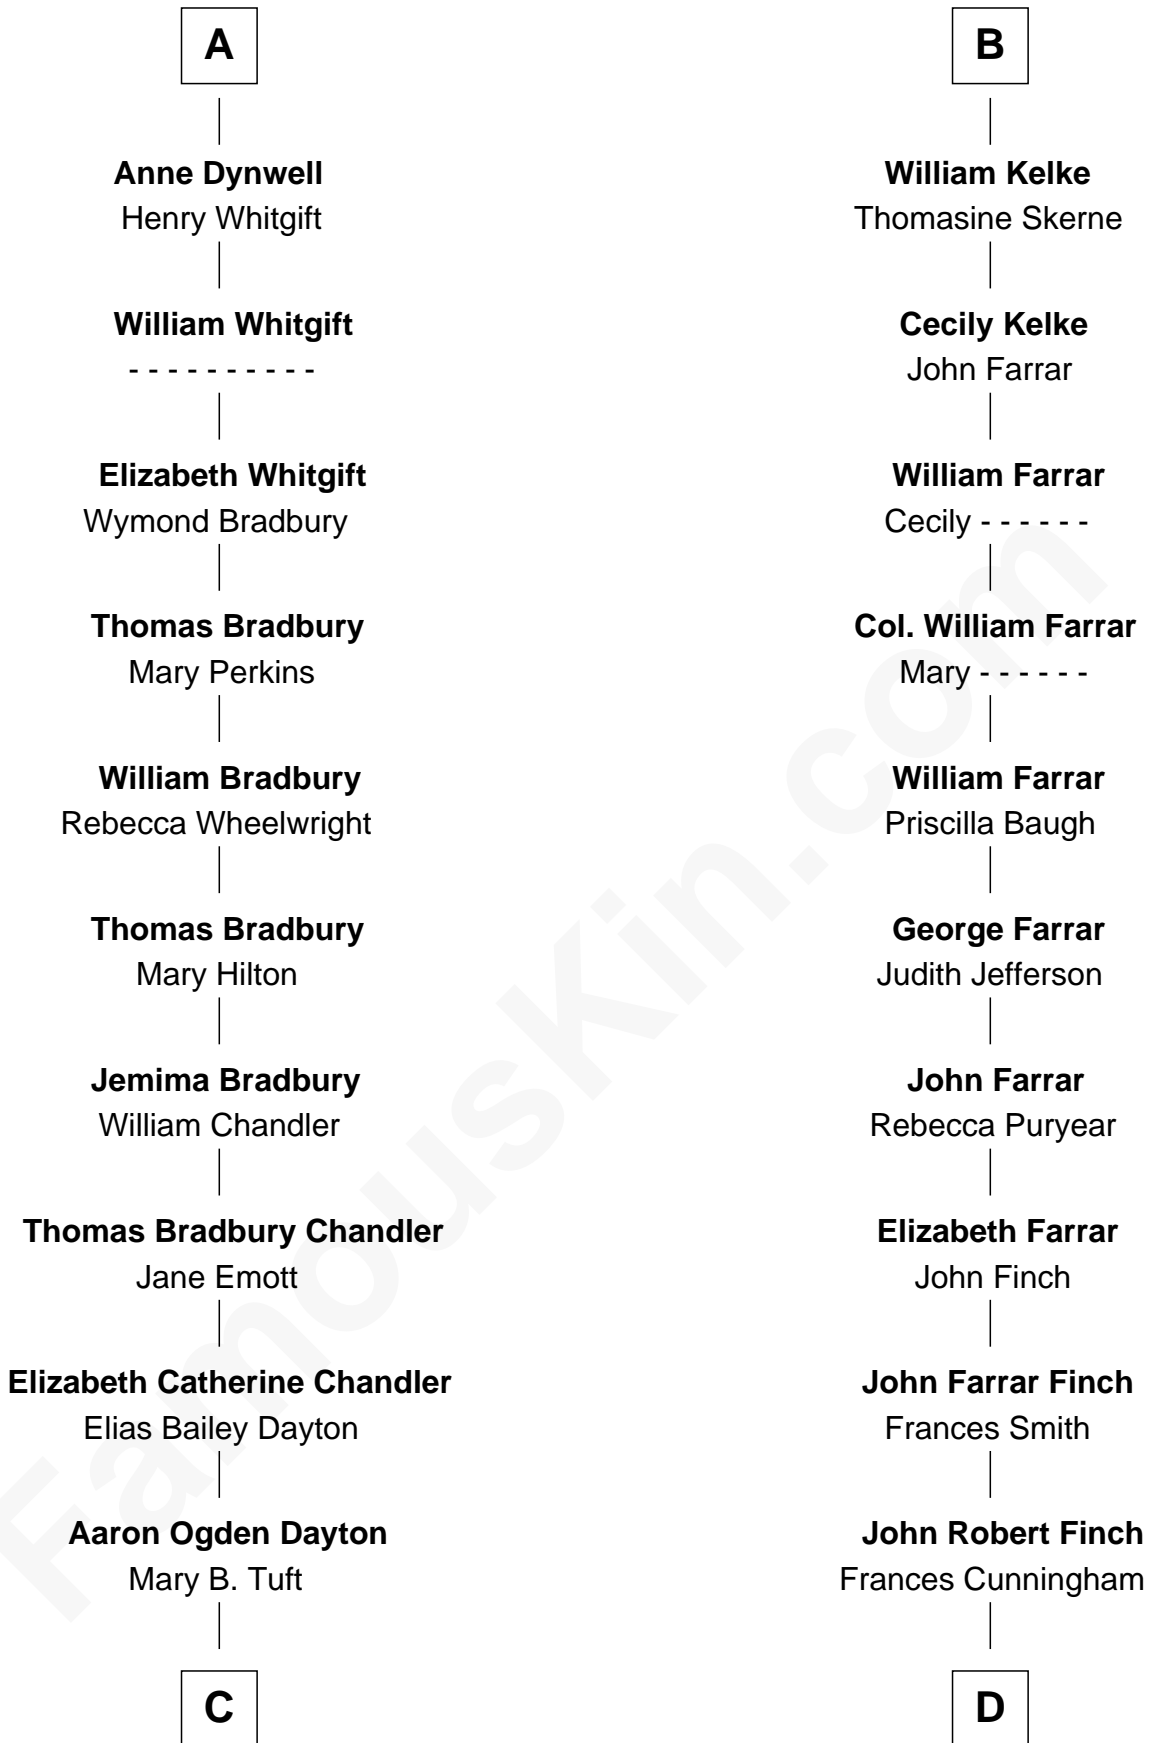 A
Anne Dynwell
Henry Whitgift
William Whitgift
- - - - - - - - - -
Elizabeth Whitgift
Wymond Bradbury
Thomas Bradbury
Mary Perkins
William Bradbury
Rebecca Wheelwright
Thomas Bradbury
Mary Hilton
Jemima Bradbury
William Chandler
Thomas Bradbury Chandler
Jane Emott
Elizabeth Catherine Chandler
Elias Bailey Dayton
Aaron Ogden Dayton
Mary B. Tuft
C
B
William Kelke
Thomasine Skerne
Cecily Kelke
John Farrar
William Farrar
Cecily - - - - - -
Col. William Farrar
Mary - - - - - -
William Farrar
Priscilla Baugh
George Farrar
Judith Jefferson
John Farrar
Rebecca Puryear
Elizabeth Farrar
John Finch
John Farrar Finch
Frances Smith
John Robert Finch
Frances Cunningham
D
FamousKin.com